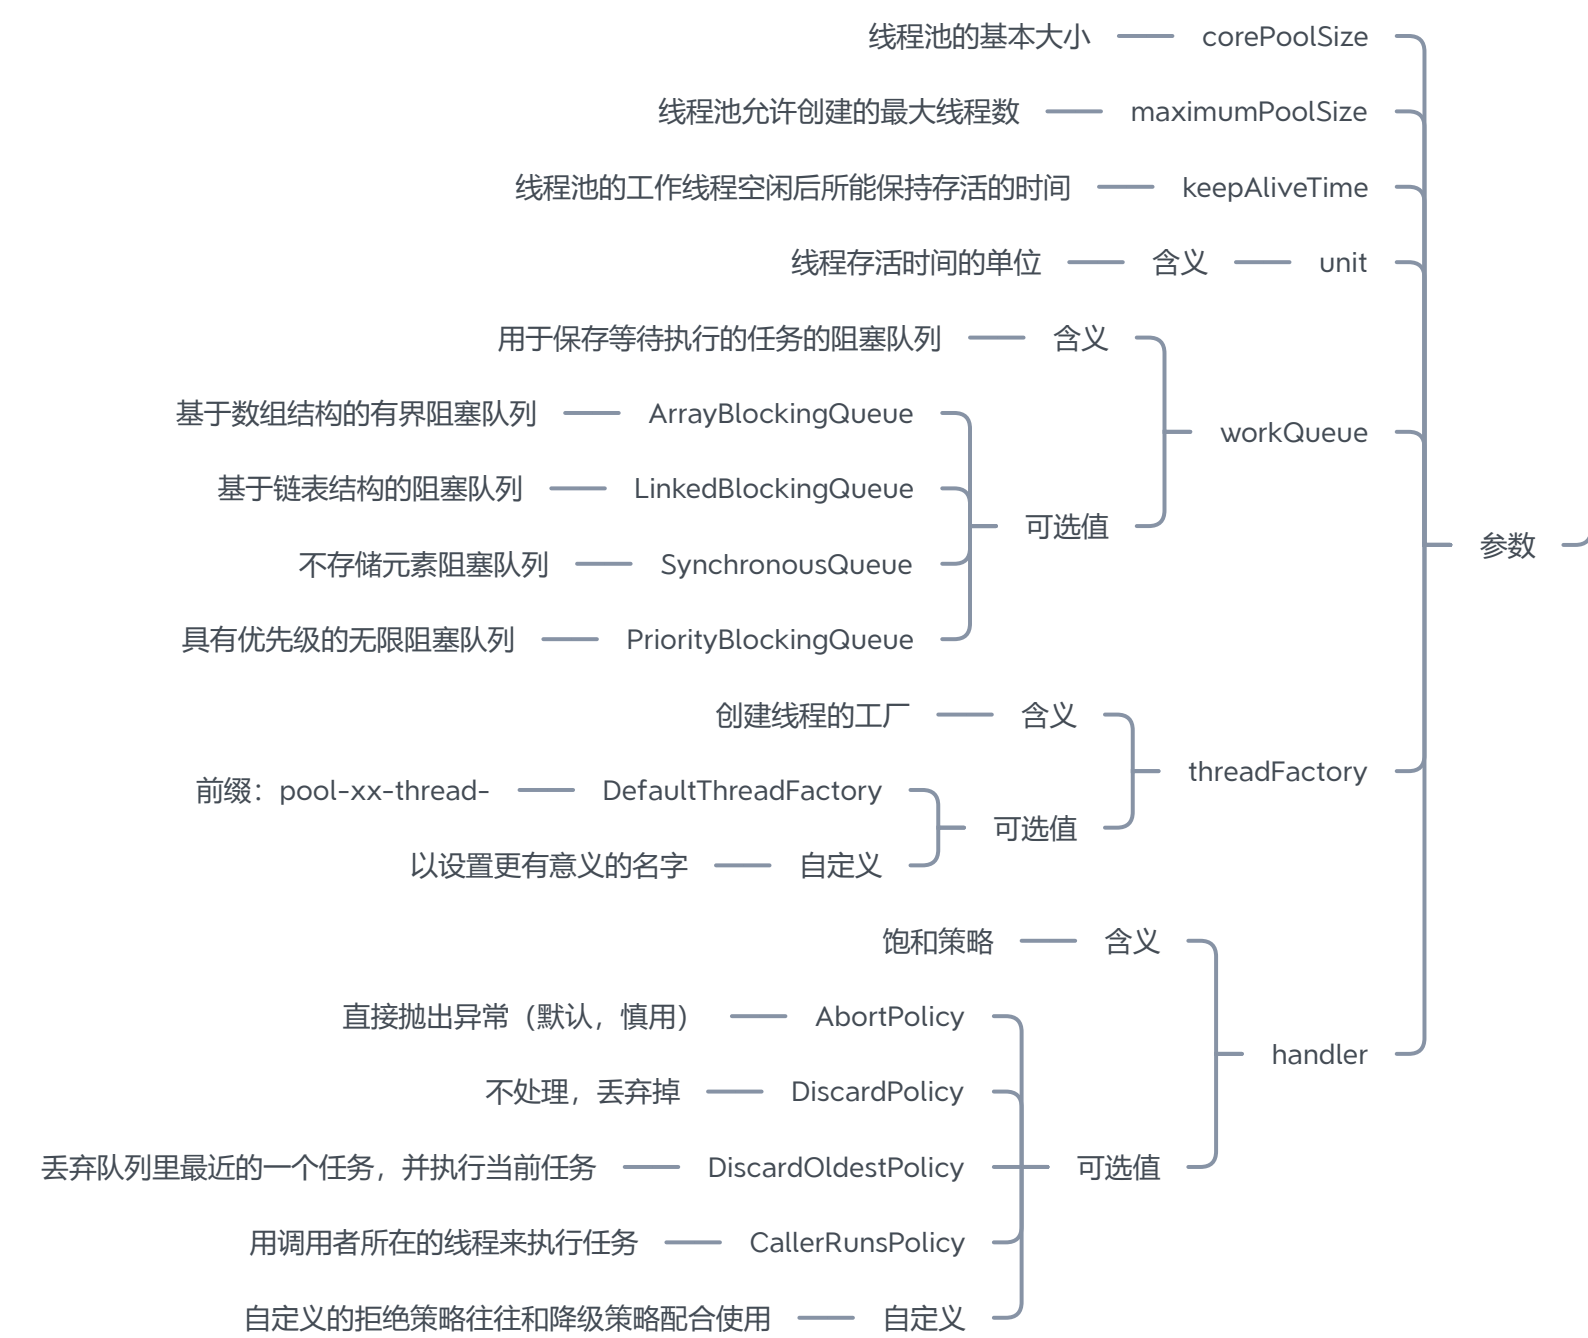 线程池的基本大小 corePoolSize
线程池允许创建的最大线程数 maximumPoolSize
线程池的工作线程空闲后所能保持存活的时间 keepAliveTime
线程存活时间的单位 含义 unit
用于保存等待执行的任务的阻塞队列 含义
基于数组结构的有界阻塞队列 ArrayBlockingQueue
workQueue
基于链表结构的阻塞队列 LinkedBlockingQueue
可选值
参数
不存储元素阻塞队列 SynchronousQueue
具有优先级的无限阻塞队列 PriorityBlockingQueue
创建线程的工厂 含义
threadFactory
前缀：pool-xx-thread- DefaultThreadFactory
可选值
以设置更有意义的名字 自定义
饱和策略 含义
直接抛出异常（默认，慎用） AbortPolicy
handler
不处理，丢弃掉 DiscardPolicy
丢弃队列里最近的一个任务，并执行当前任务 DiscardOldestPolicy 可选值
用调用者所在的线程来执行任务 CallerRunsPolicy
自定义的拒绝策略往往和降级策略配合使用 自定义